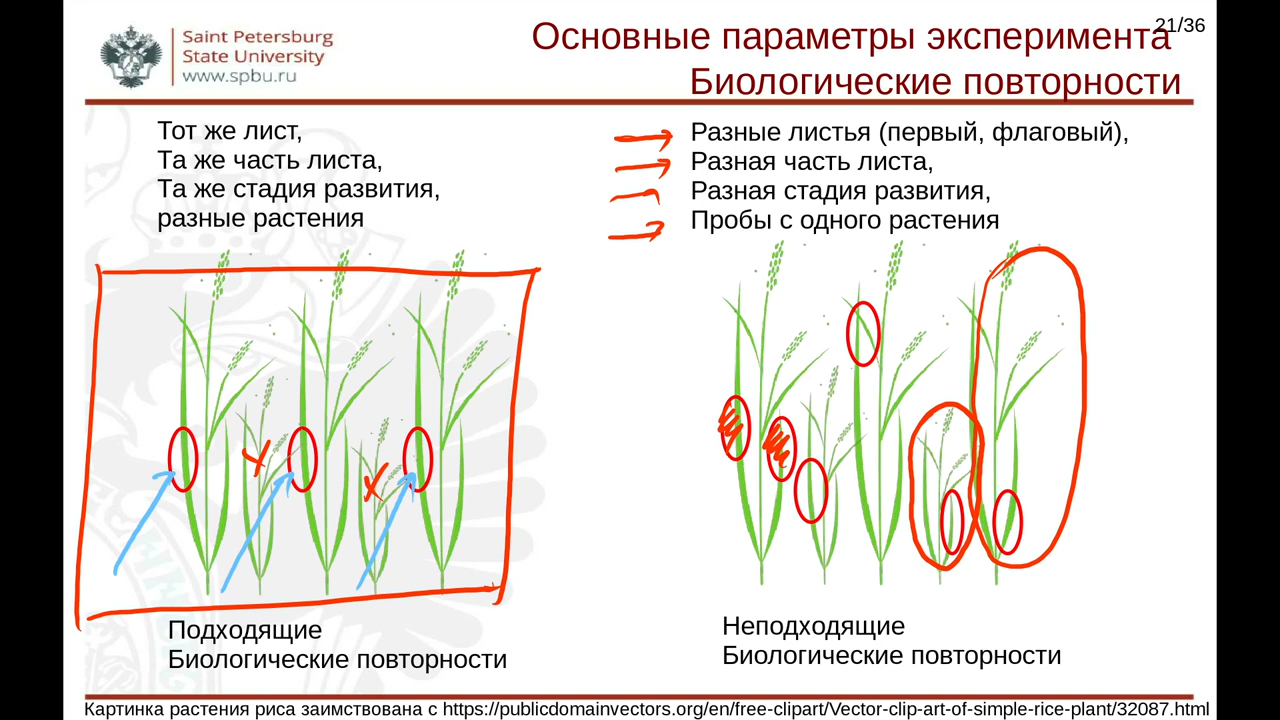 Saint Petersburg
State University
www.spbu.ru
21/36
Основные параметры эксперимента
Биологические повторности
Тот же лист,
Та же часть листа,
Та же стадия развития,
разные растения
Разные листья (первый, флаговый),
Разная часть листа,
Разная стадия развития,
Пробы с одного растения
Подходящие
Биологические повторности
Неподходящие
Биологические повторности
Картинка растения риса заимствована с https://publicdomainvectors.org/en/free-clipart/Vector-clip-art-of-simple-rice-plant/32087.html